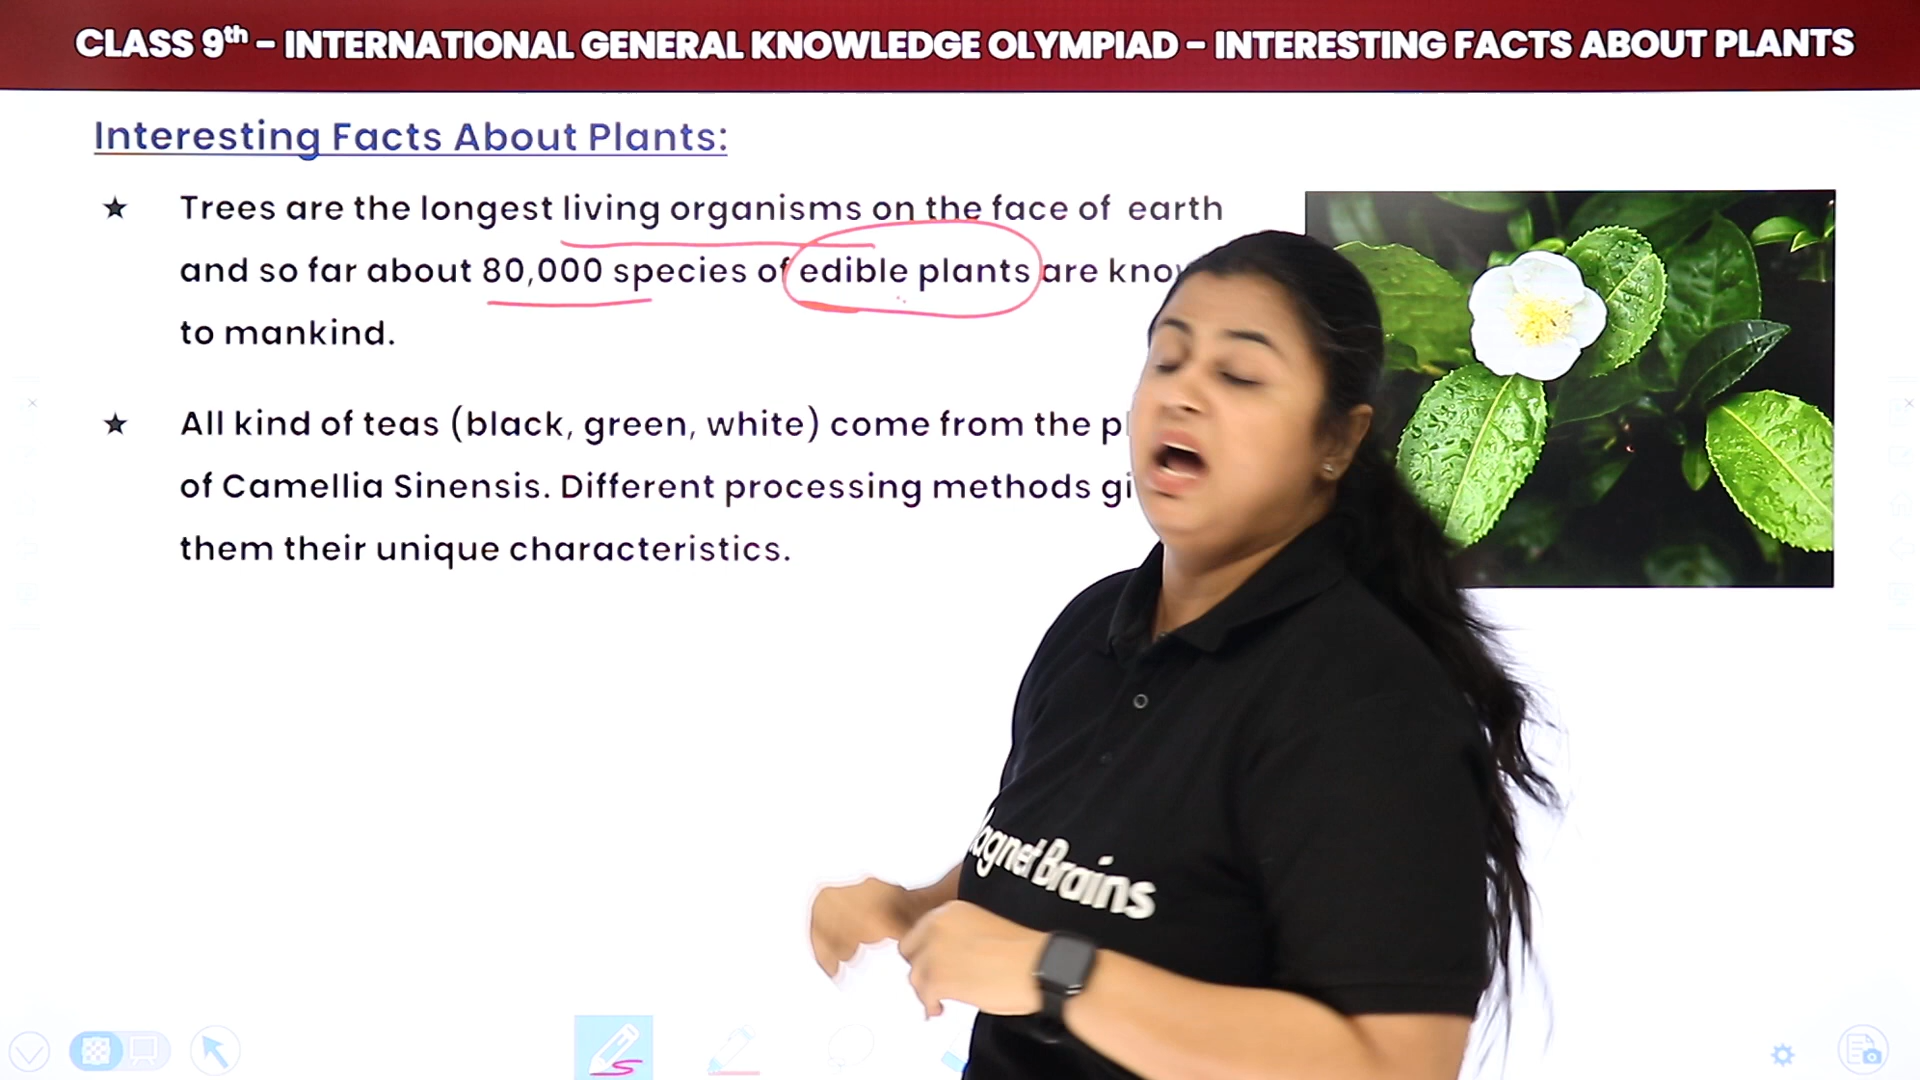 CLASS 9th - INTERNATIONAL GENERAL KNOWLEDGE OLYMPIAD - INTERESTING FACTS ABOUT PLANTS
Interesting Facts About Plants:
★ Trees are the longest living organisms on the face of earth
and so far about 80,000 species of edible plants are
to mankind.
★ All kind of teas (black, green, white) come from the
of Camellia Sinensis. Different processing methods
them their unique characteristics.
Brains